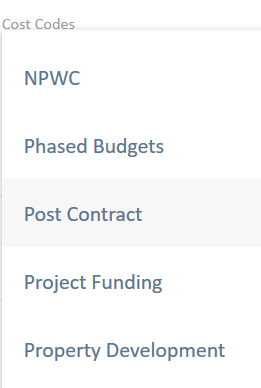 Cost Codes
NPWC
Phased Budgets
Post Contract
Project Funding
Property Development